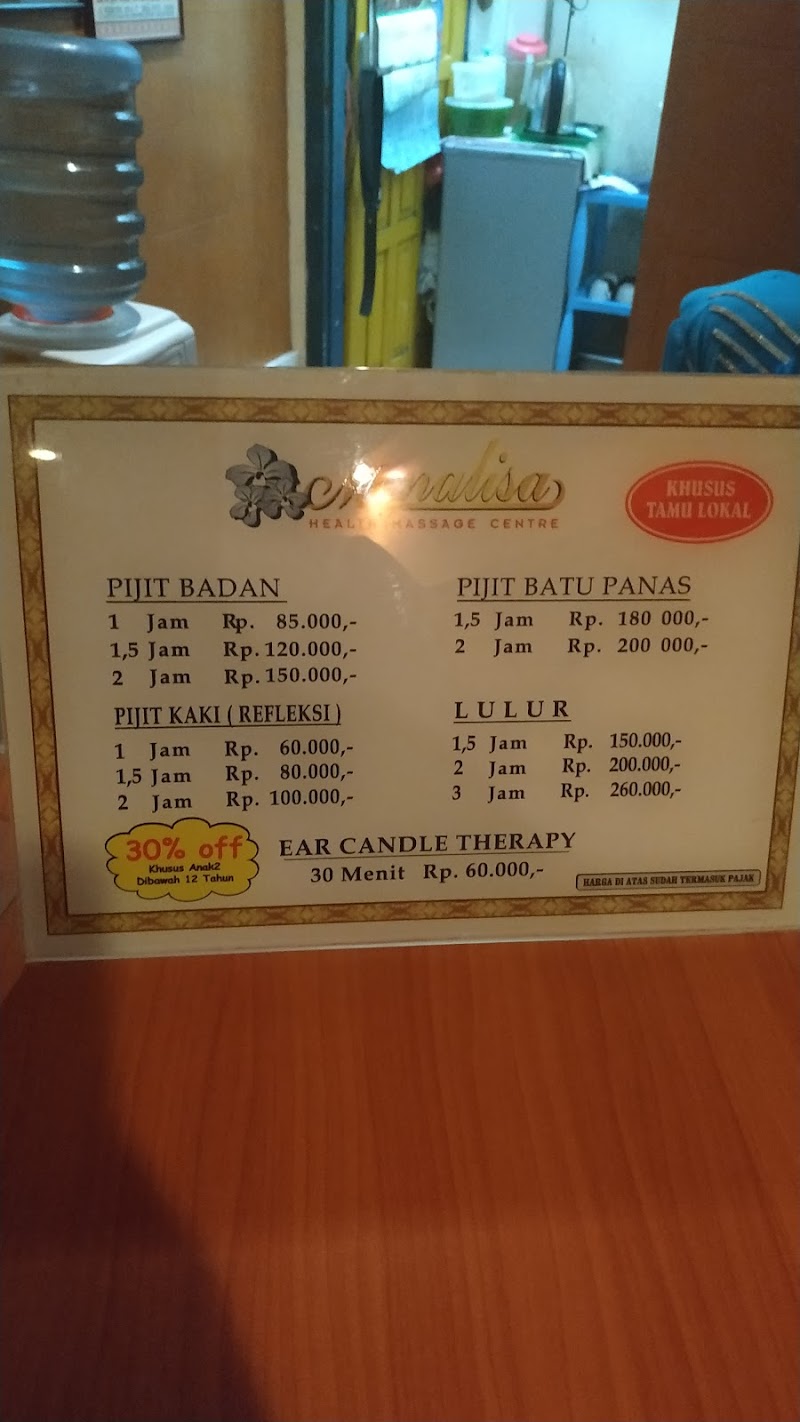 HEALTH MASSAGE CENTRE
KHUSUS
TAMU LOKAL
PIJIT BADAN
1 Jam Rp. 85.000,-
1,5 Jam Rp. 120.000,-
2 Jam Rp. 150.000,-
PIJIT KAKI ( REFLEKSI )
1 Jam Rp. 60.000,-
1,5 Jam Rp. 80.000,-
2 Jam Rp. 100.000,-
PIJIT BATU PANAS
1,5 Jam Rp. 180 000,-
2 Jam Rp. 200 000,-
LULUR
1,5 Jam Rp. 150.000,-
2 Jam Rp. 200.000,-
3 Jam Rp. 260.000,-
30% off
Khusus Anak2
Dibawah 12 Tahun
EAR CANDLE THERAPY
30 Menit Rp. 60.000,-
HARGA DI ATAS SUDAH TERMASUK PAJAK